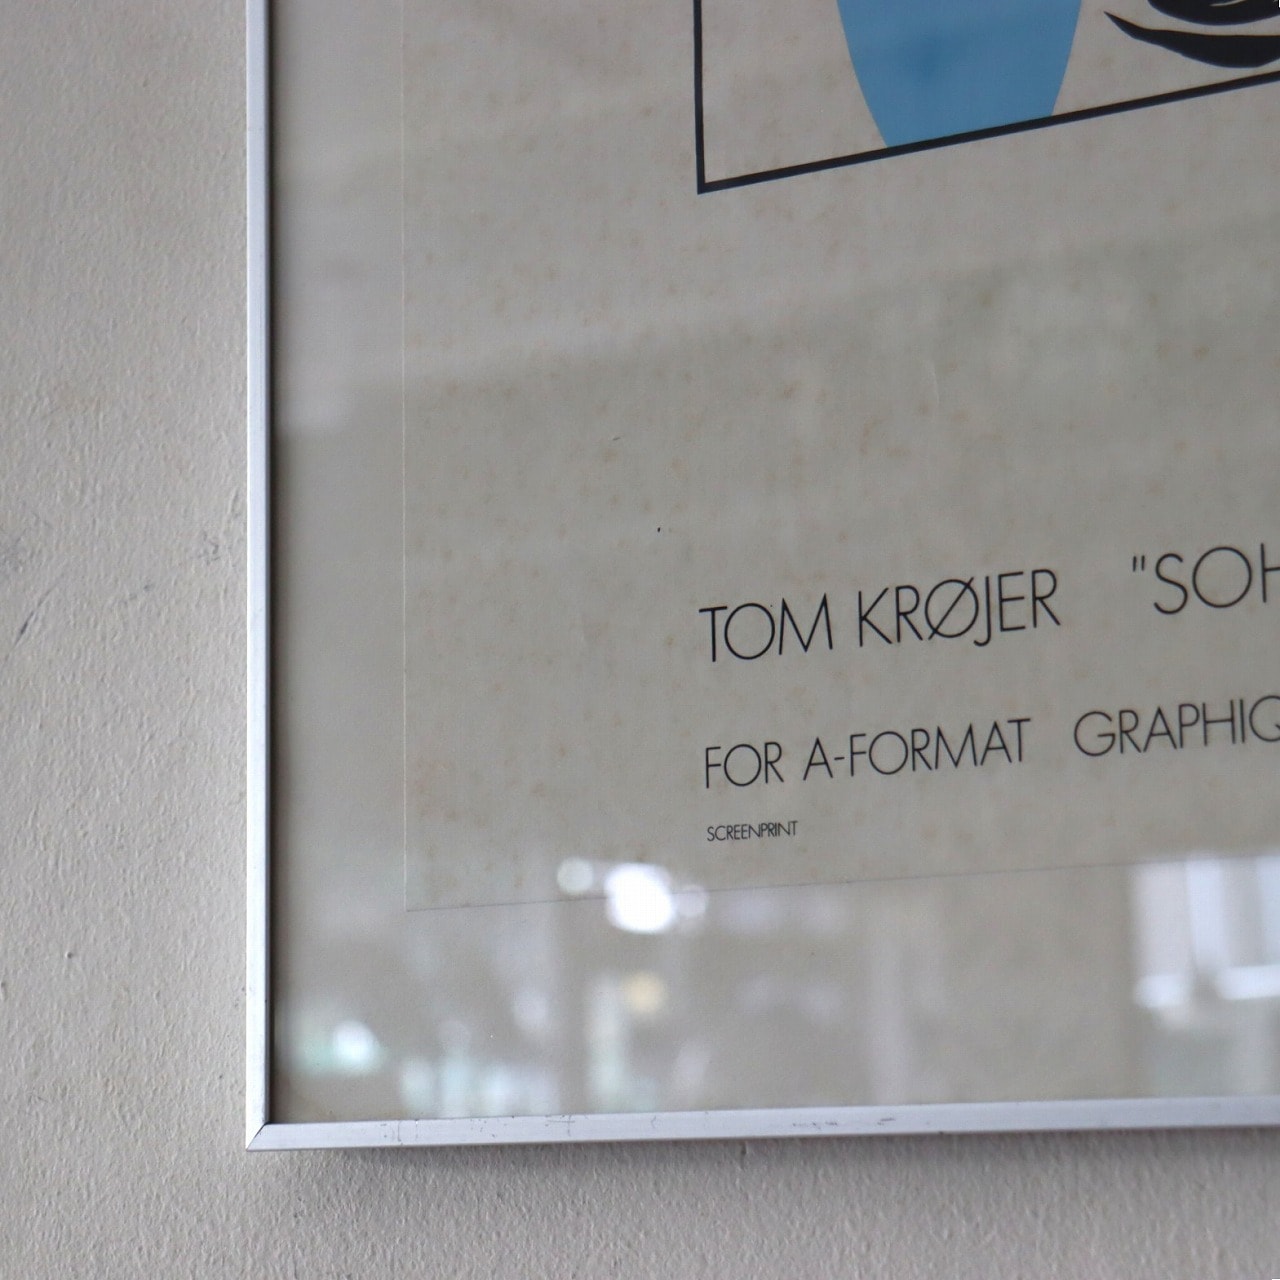 TOM KRØJER "SOH
FOR A-FORMAT GRAPHIC
SCREENPRINT